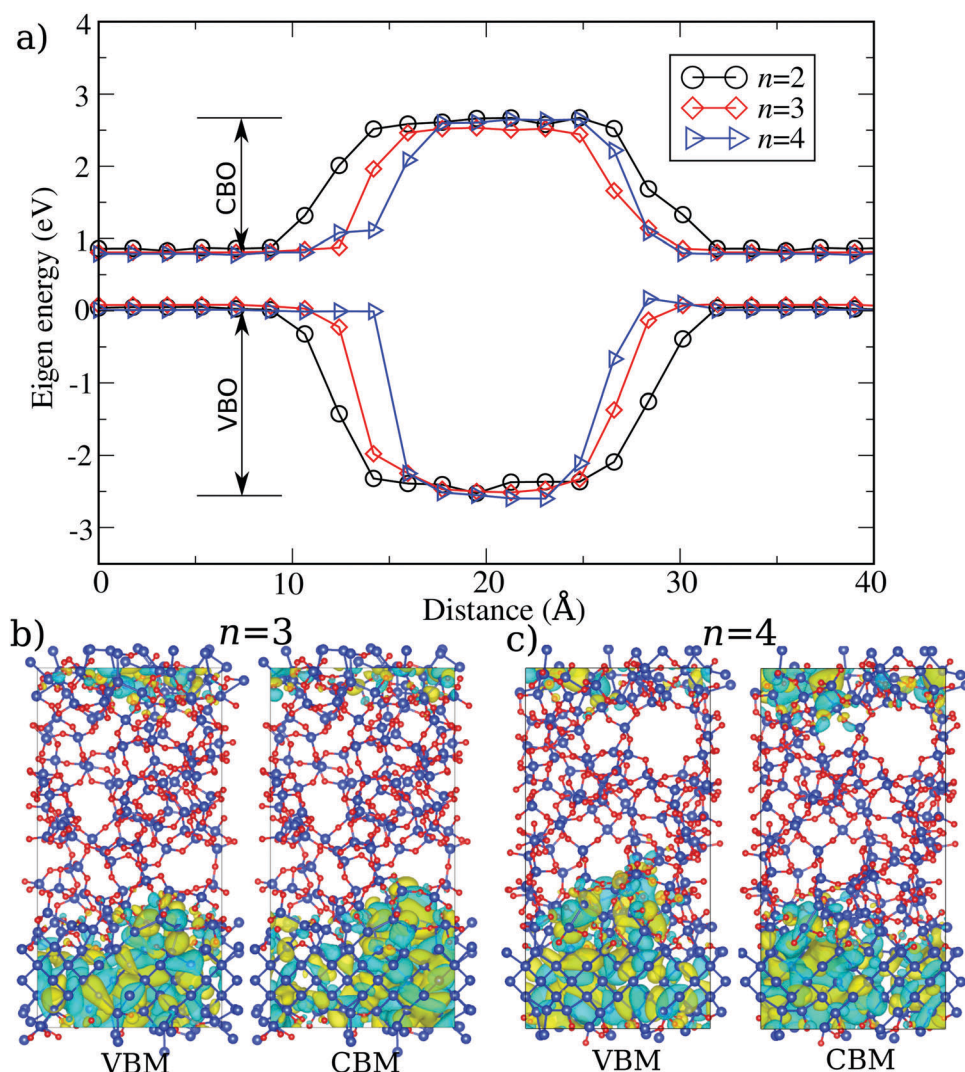 a)
4
3
2
1
0
-1
-2
-3
Eigen energy (eV)
CBO
VBO
n=2
n=3
n=4
0
10
20
30
40
Distance (Å)
b)
n=3
c)
n=4
VBM
CBM
VBM
CBM